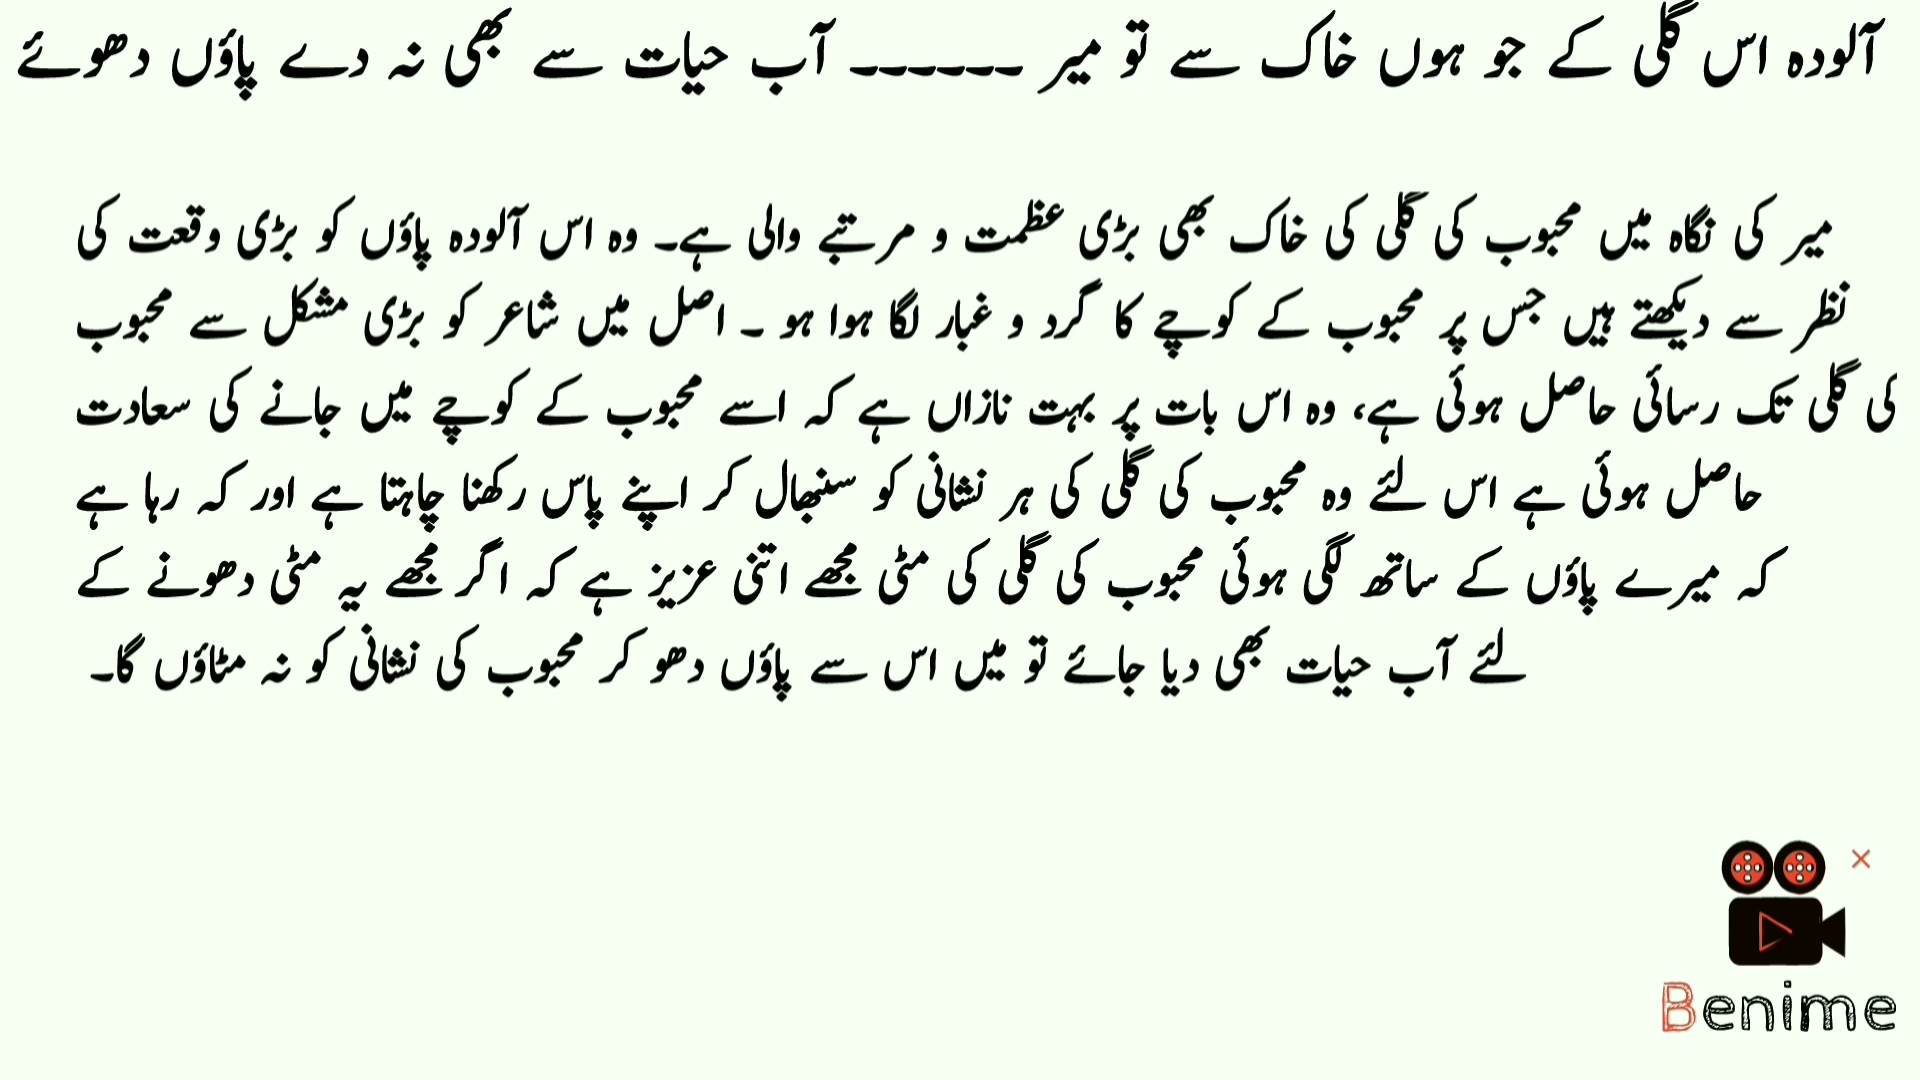 آلودہ اس گلی کے جو ہوں خاک سے تو میر ۔۔۔۔۔۔ آب حیات سے بھی نہ دے پاؤں دھوئے
میر کی نگاہ میں محبوب کی گلی کی خاک بھی بڑی عظمت و مرتبے والی ہے۔ وہ اس آلودہ پاؤں کو بڑی وقعت کی
نظر سے دیکھتے ہیں جس پر محبوب کے کوچے کا گرد و غبار لگا ہوا ہو ۔ اصل میں شاعر کو بڑی مشکل سے محبوب
کی گلی تک رسائی حاصل ہوئی ہے، وہ اس بات پر بہت نازاں ہے کہ اسے محبوب کے کوچے میں جانے کی سعادت
حاصل ہوئی ہے اس لئے وہ محبوب کی گلی کی ہر نشانی کو سنبھال کر اپنے پاس رکھنا چاہتا ہے اور کہ رہا ہے
کہ میرے پاؤں کے ساتھ لگی ہوئی محبوب کی گلی کی مٹی مجھے اتنی عزیز ہے کہ اگر مجھے یہ مٹی دھونے کے
لئے آب حیات بھی دیا جائے تو میں اس سے پاؤں دھو کر محبوب کی نشانی کو نہ مٹاؤں گا۔
Benime